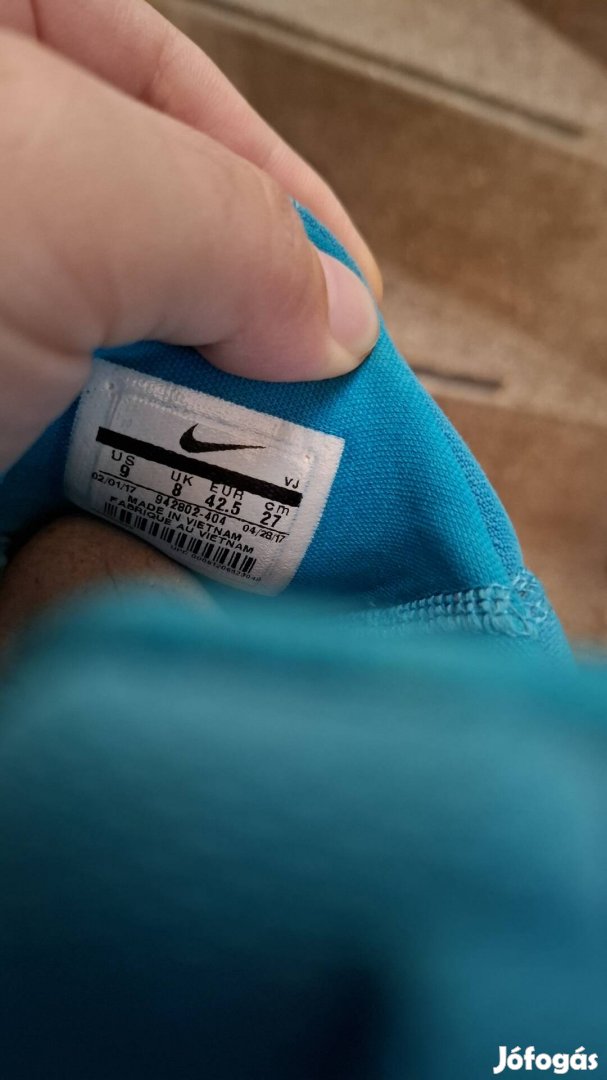 VJ
US UK EUR cm
9 8 42.5 27
02/01/17 942802-404 04/28/17
MADE IN VIETNAM
FABRIQUE AU VIETNAM
Jófogás